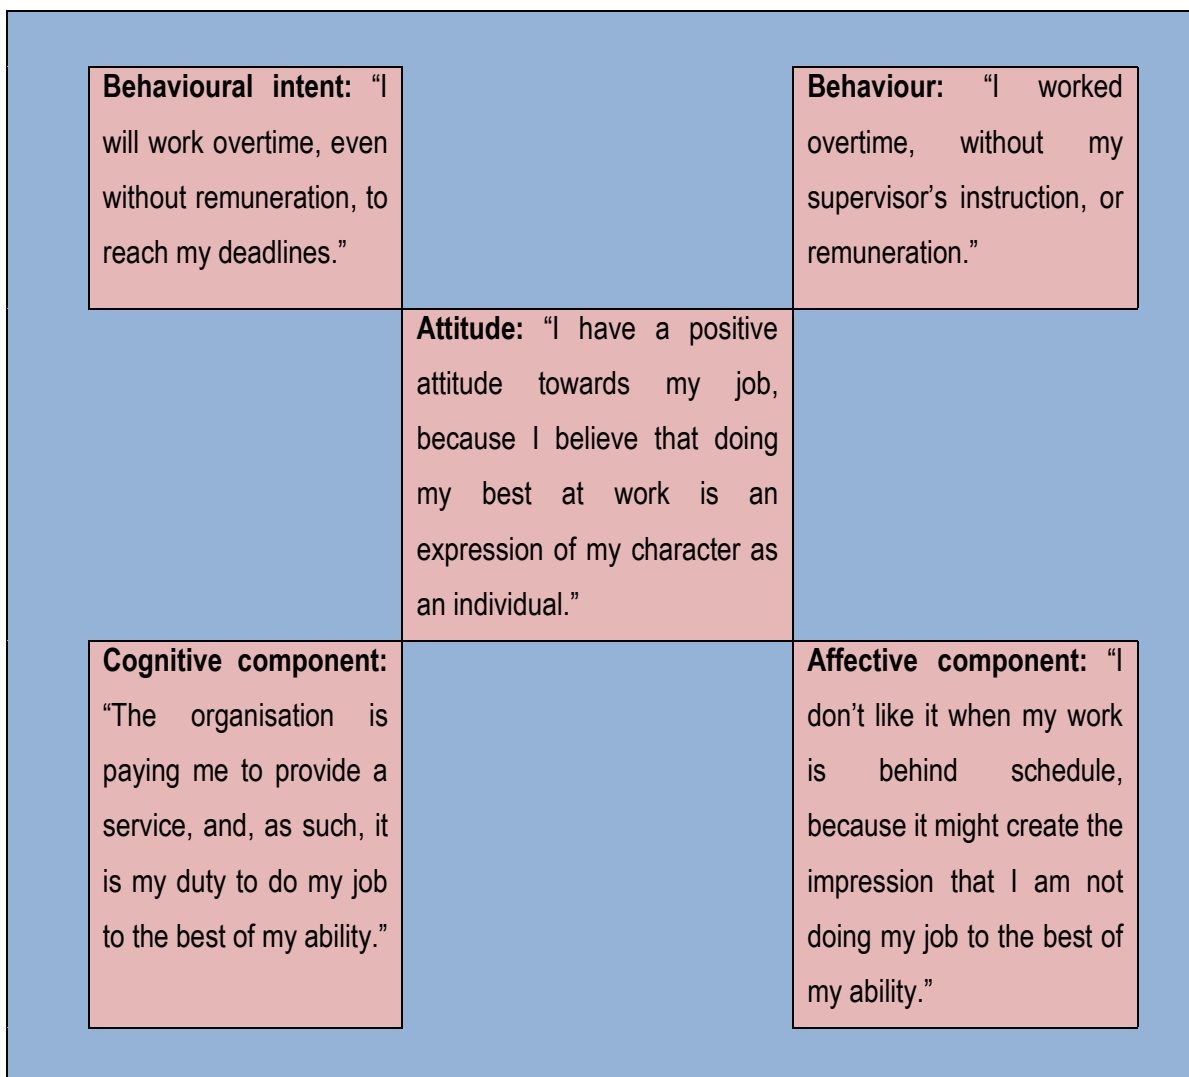 Behavioural intent: “I
will work overtime, even
without remuneration, to
reach my deadlines.”
Behaviour: “I worked
overtime, without my
supervisor’s instruction, or
remuneration.”
Attitude: “I have a positive
attitude towards my job,
because I believe that doing
my best at work is an
expression of my character as
an individual.”
Cognitive component:
“The organisation is
paying me to provide a
service, and, as such, it
is my duty to do my job
to the best of my ability.”
Affective component: “I
don’t like it when my work
is behind schedule,
because it might create the
impression that I am not
doing my job to the best of
my ability.”